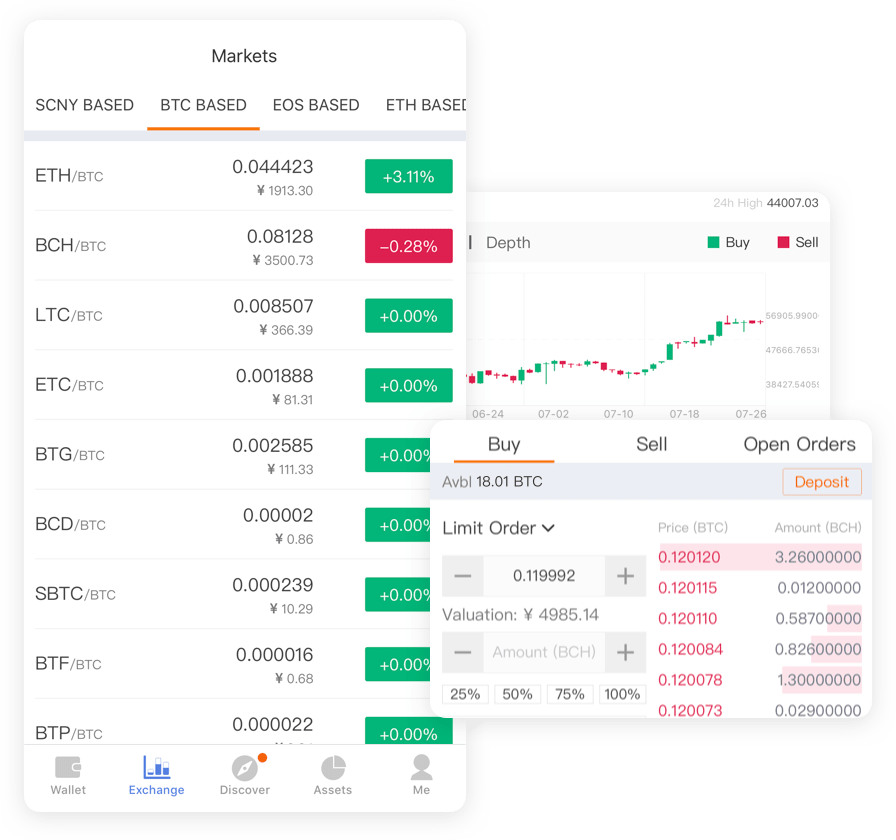 Markets
SCNY BASED BTC BASED EOS BASED ETH BASED
ETH/BTC 0.044423 +3.11%
¥ 1913.30
BCH/BTC 0.08128 −0.28%
¥ 3500.73
LTC/BTC 0.008507 +0.00%
¥ 366.39
ETC/BTC 0.001888 +0.00%
¥ 81.31
BTG/BTC 0.002585 +0.00%
¥ 111.33
BCD/BTC 0.00002 +0.00%
¥ 0.86
SBTC/BTC 0.000239 +0.00%
¥ 10.29
BTF/BTC 0.000016 +0.00%
¥ 0.68
BTP/BTC 0.000022 +0.00%
Wallet Exchange Discover Assets Me
24h High 44007.03
Depth Buy Sell
56905.9900
47666.7653
38427.5405
06-24 07-02 07-10 07-18 07-26
Buy Sell Open Orders
Avbl 18.01 BTC Deposit
Limit Order
0.119992
Valuation: ¥ 4985.14
Amount (BCH)
25% 50% 75% 100%
Price (BTC) Amount (BCH)
0.120120 3.26000000
0.120115 0.01200000
0.120110 0.58700000
0.120084 0.82600000
0.120078 1.30000000
0.120073 0.02900000